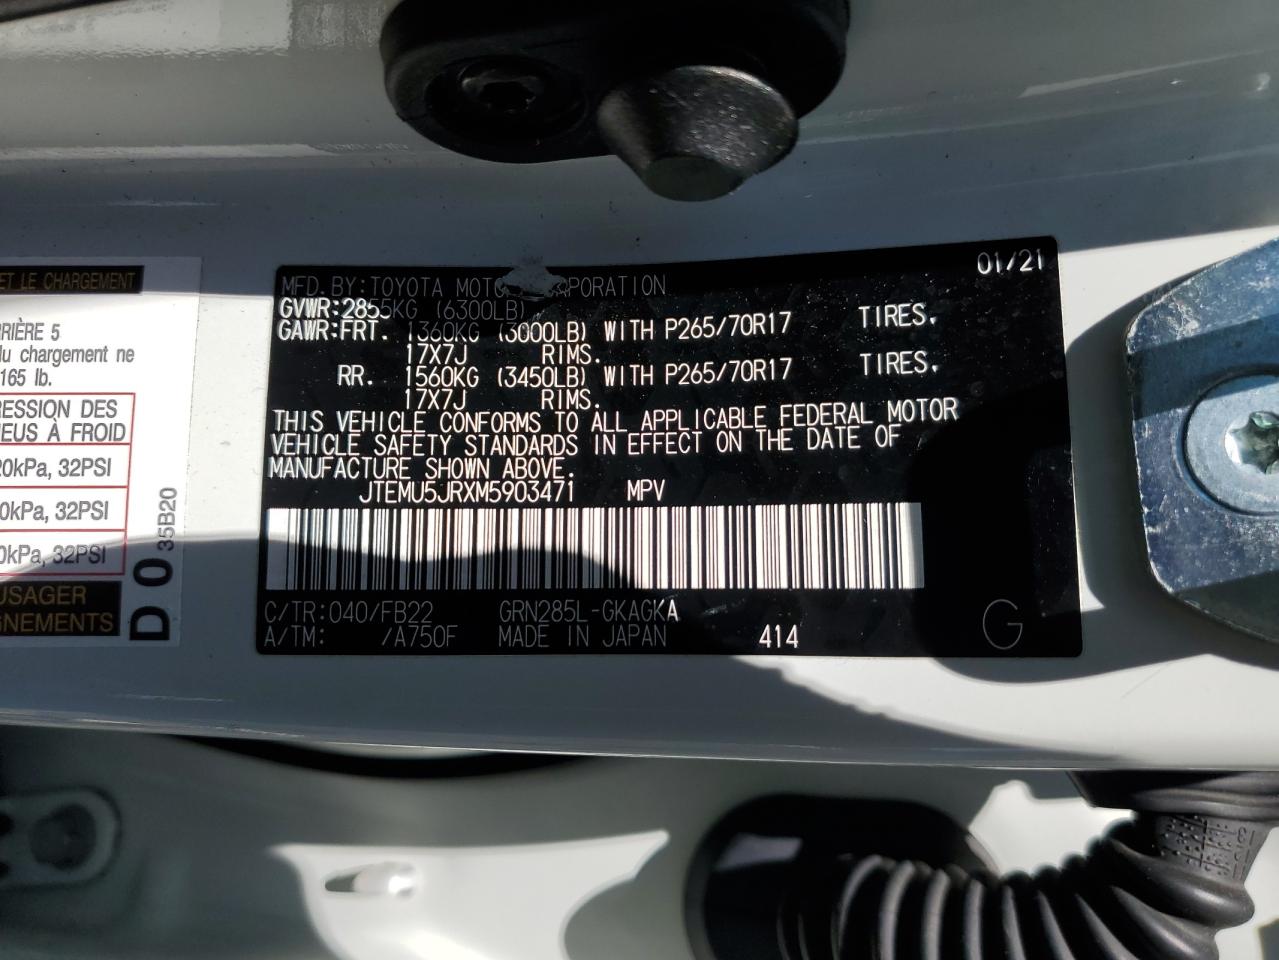 ET LE CHARGEMENT
RIÈRE 5
du chargement ne
165 lb.
RESSION DES
NEUS À FROID
20kPa, 32PSI
0kPa, 32PSI
0kPa, 32PSI
USAGER
GNEMENTS
D 0 35B20
01/21
MFD.BY:TOYOTA MOTOR CORPORATION
GVWR:2855KG (6300LB)
GAWR:FRT. 1360KG (3000LB) WITH P265/70R17 TIRES.
17X7J RIMS.
RR. 1560KG (3450LB) WITH P265/70R17 TIRES.
17X7J RIMS.
THIS VEHICLE CONFORMS TO ALL APPLICABLE FEDERAL MOTOR
VEHICLE SAFETY STANDARDS IN EFFECT ON THE DATE OF
MANUFACTURE SHOWN ABOVE.
JTEMU5JRXM5903471 MPV
C/TR:040/FB22 GRN285L-GKAGKA
A/TM: /A750F MADE IN JAPAN 414
G